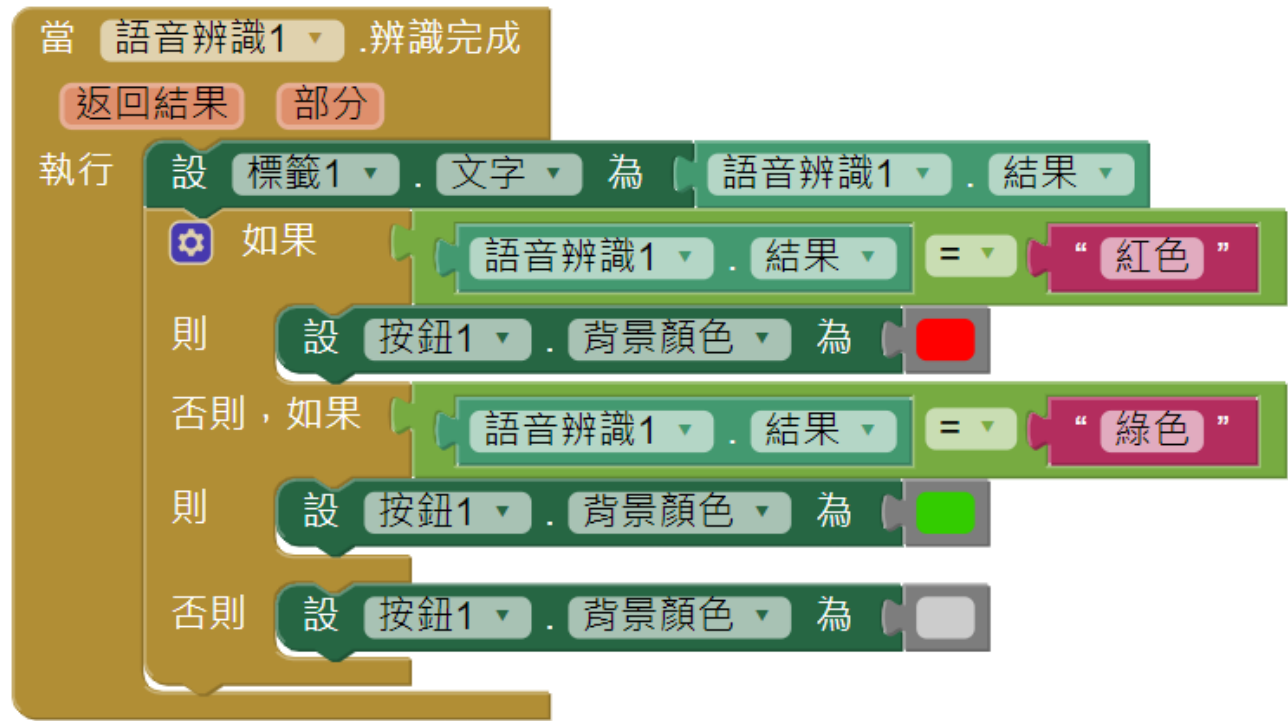 當 語音辨識1 .辨識完成
返回結果 部分
執行 設 標籤1 . 文字 為 語音辨識1 . 結果
如果 語音辨識1 . 結果 = “ 紅色 ”
則 設 按鈕1 . 背景顏色 為
否則，如果 語音辨識1 . 結果 = “ 綠色 ”
則 設 按鈕1 . 背景顏色 為
否則 設 按鈕1 . 背景顏色 為